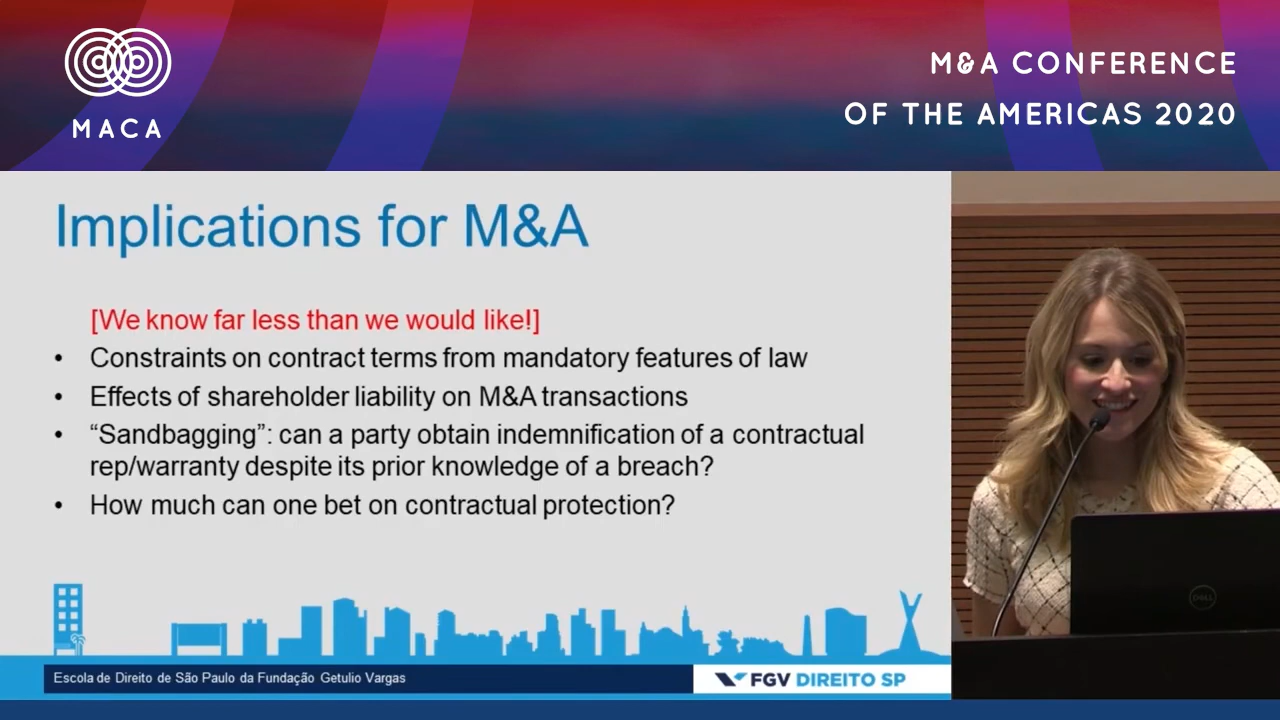 MACA
M&A CONFERENCE
OF THE AMERICAS 2020
Implications for M&A
[We know far less than we would like!]
• Constraints on contract terms from mandatory features of law
• Effects of shareholder liability on M&A transactions
• “Sandbagging”: can a party obtain indemnification of a contractual
rep/warranty despite its prior knowledge of a breach?
• How much can one bet on contractual protection?
Escola de Direito de São Paulo da Fundação Getulio Vargas
FGV DIREITO SP
DELL